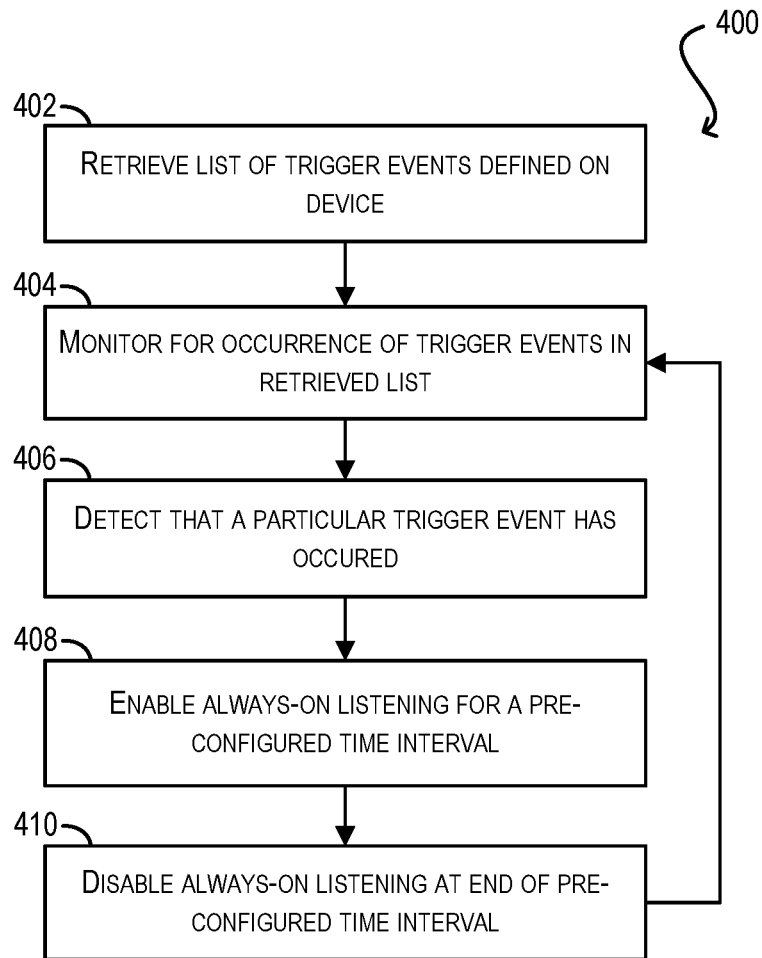 400
402
RETRIEVE LIST OF TRIGGER EVENTS DEFINED ON
DEVICE
404
MONITOR FOR OCCURRENCE OF TRIGGER EVENTS IN
RETRIEVED LIST
406
DETECT THAT A PARTICULAR TRIGGER EVENT HAS
OCCURED
408
ENABLE ALWAYS-ON LISTENING FOR A PRE-
CONFIGURED TIME INTERVAL
410
DISABLE ALWAYS-ON LISTENING AT END OF PRE-
CONFIGURED TIME INTERVAL